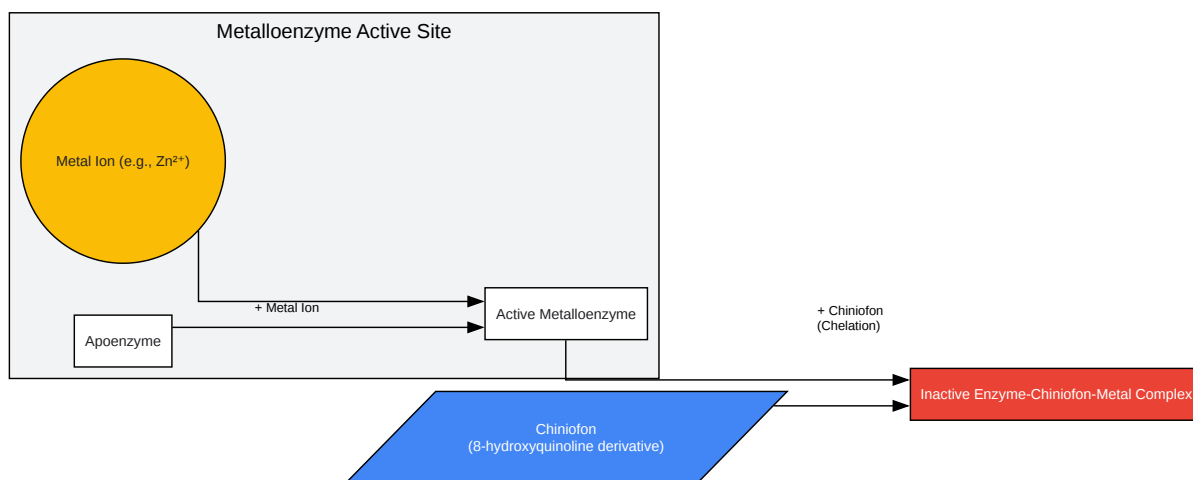 Metalloenzyme Active Site
Metal Ion (e.g., Zn²⁺)
+ Metal Ion
Apoenzyme
Active Metalloenzyme
+ Chiniofon
(Chelation)
Inactive Enzyme-Chiniofon-Metal Complex
Chiniofon
(8-hydroxyquinoline derivative)